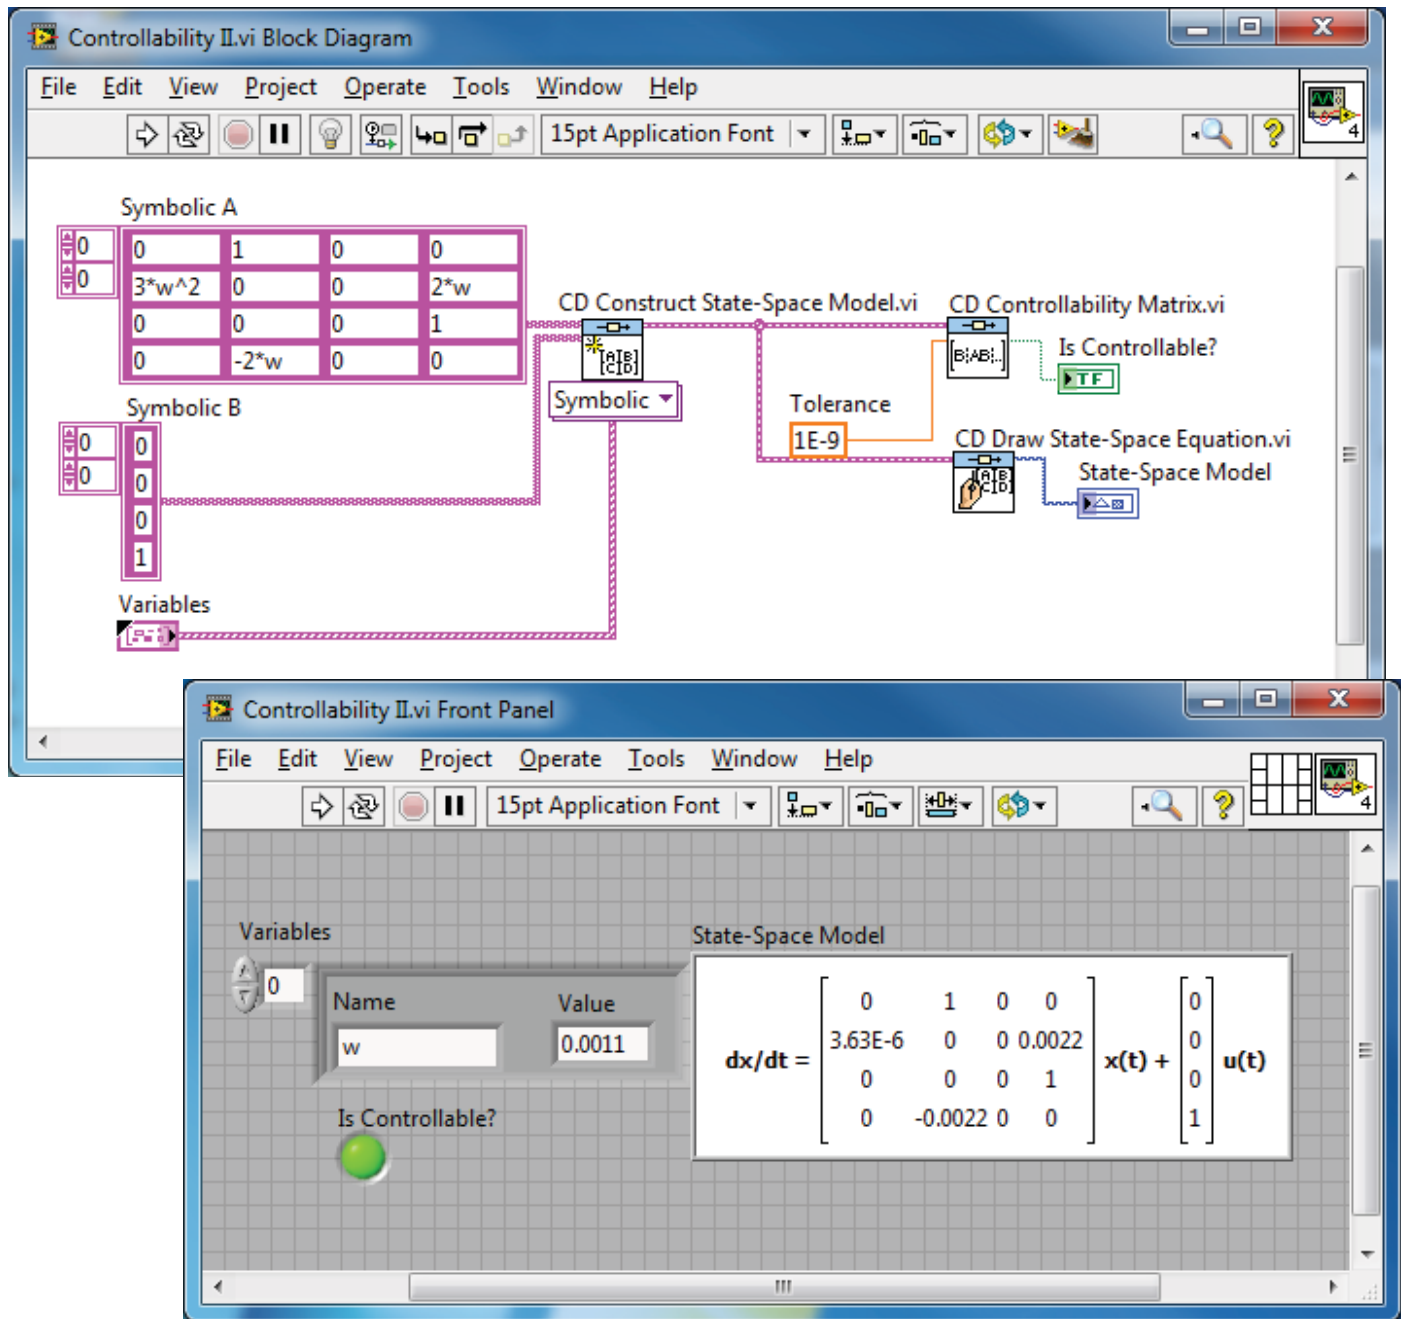 Controllability II.vi Block Diagram
File Edit View Project Operate Tools Window Help
15pt Application Font
4
Symbolic A
0
0
0 1 0 0
3*w^2 0 0 2*w
0 0 0 1
0 -2*w 0 0
CD Construct State-Space Model.vi
Symbolic
CD Controllability Matrix.vi
[B|AB|..]
Is Controllable?
TF
Symbolic B
0
0
0
0
0
1
Tolerance
1E-9
CD Draw State-Space Equation.vi
State-Space Model
Variables
Controllability II.vi Front Panel
File Edit View Project Operate Tools Window Help
15pt Application Font
4
Variables
0
Name Value
w 0.0011
Is Controllable?
State-Space Model
dx/dt =
0 1 0 0
3.63E-6 0 0 0.0022
0 0 0 1
0 -0.0022 0 0
x(t) +
0
0
0
1
u(t)